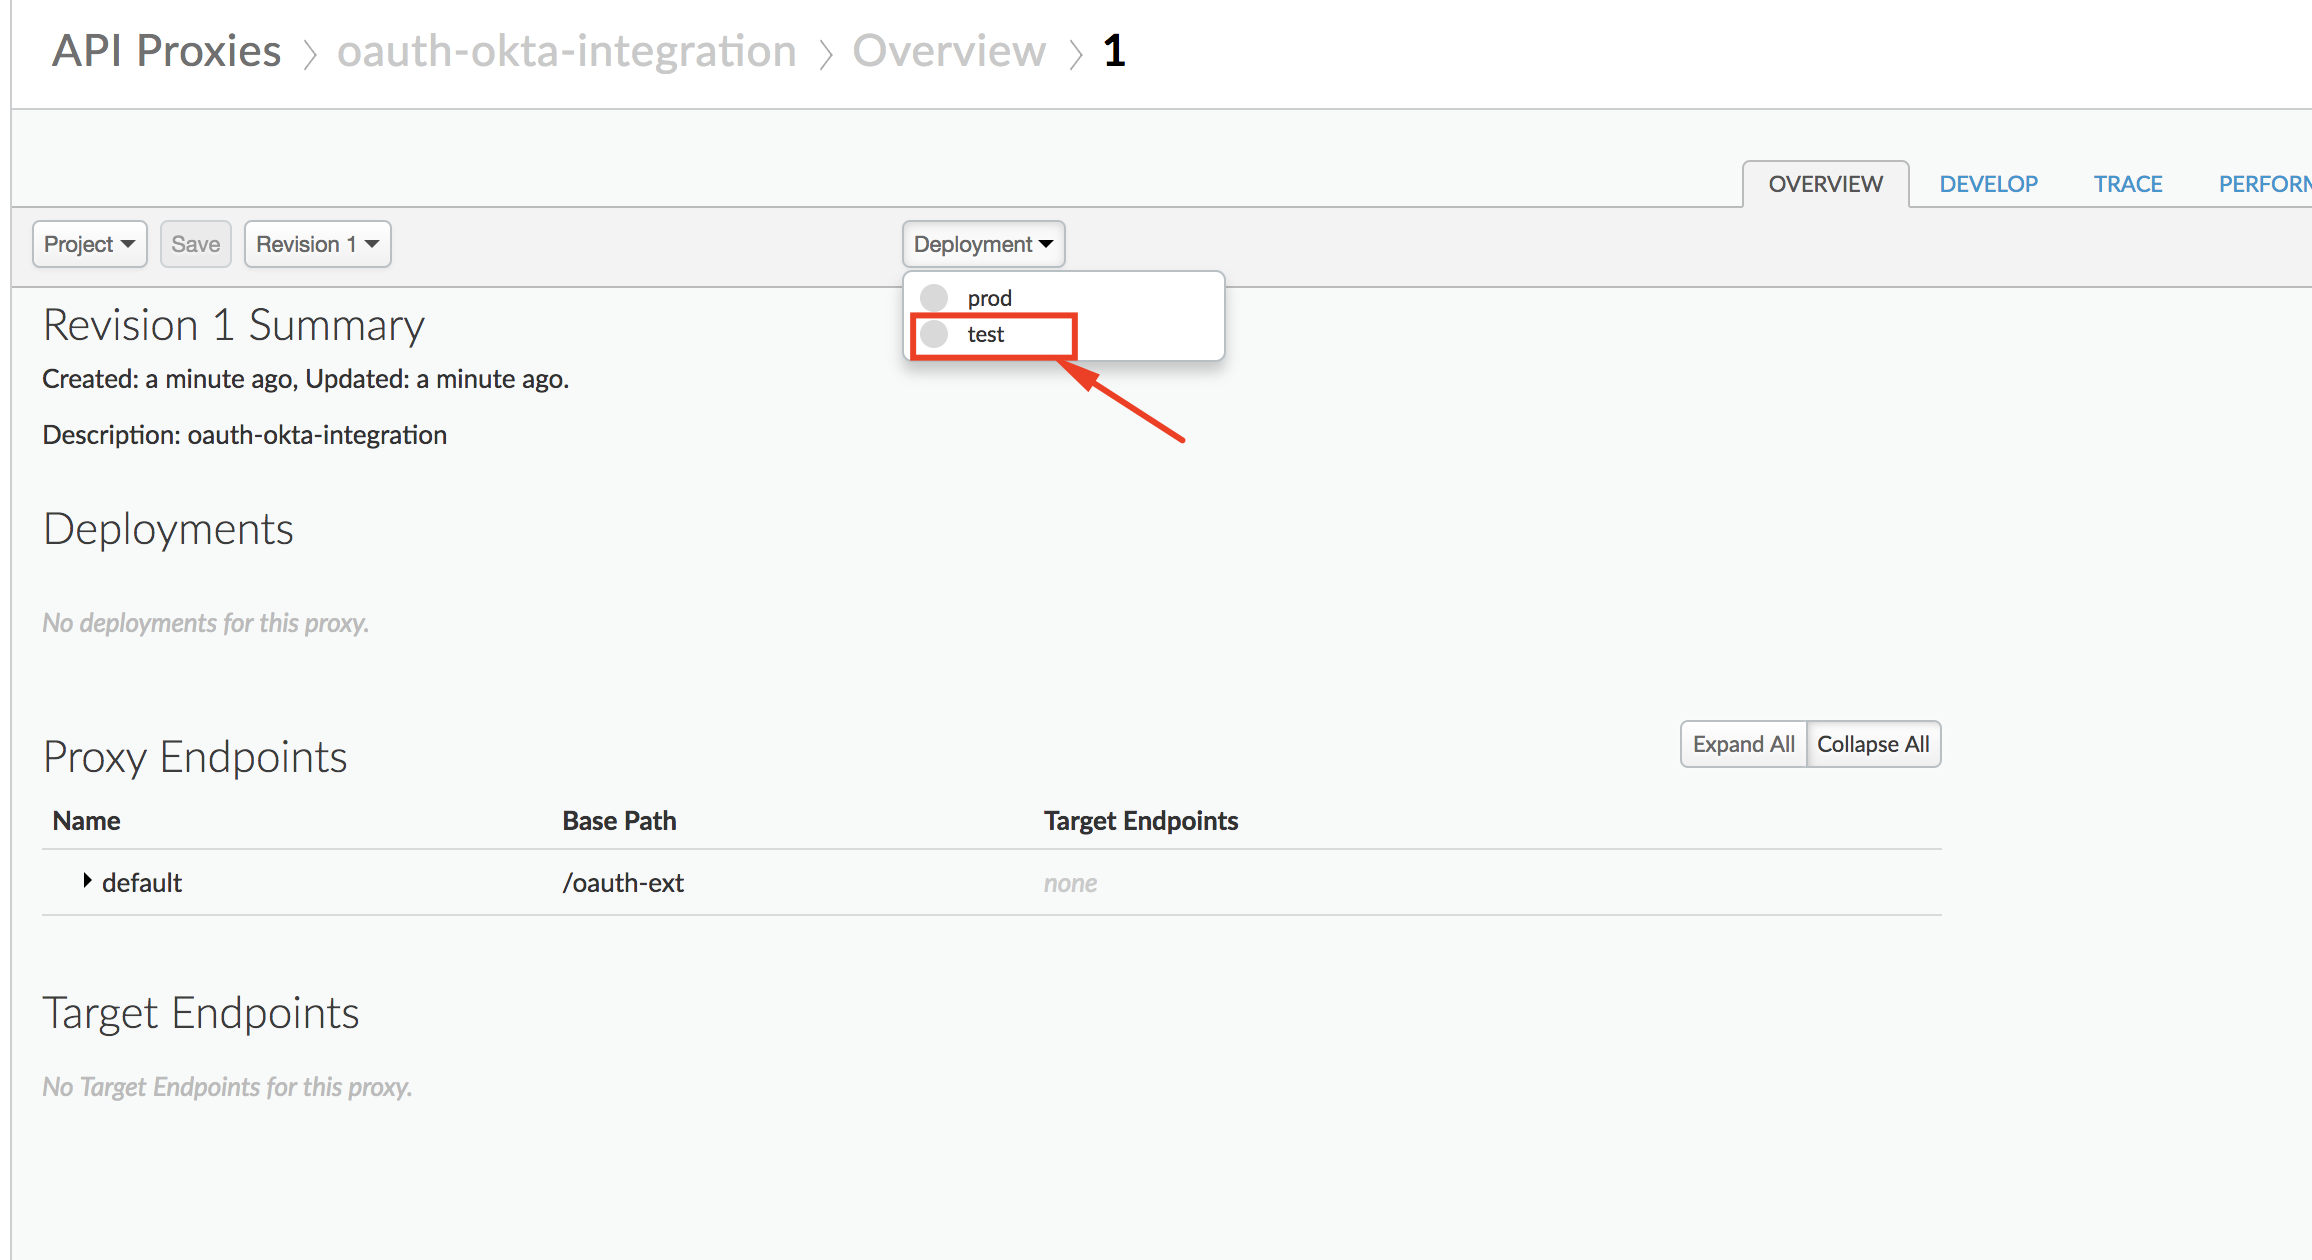 API Proxies > oauth-okta-integration > Overview > 1
OVERVIEW DEVELOP TRACE PERFORM
Project Save Revision 1 Deployment
prod
test
Revision 1 Summary
Created: a minute ago, Updated: a minute ago.
Description: oauth-okta-integration
Deployments
No deployments for this proxy.
Proxy Endpoints
Expand All Collapse All
Name Base Path Target Endpoints
default /oauth-ext none
Target Endpoints
No Target Endpoints for this proxy.